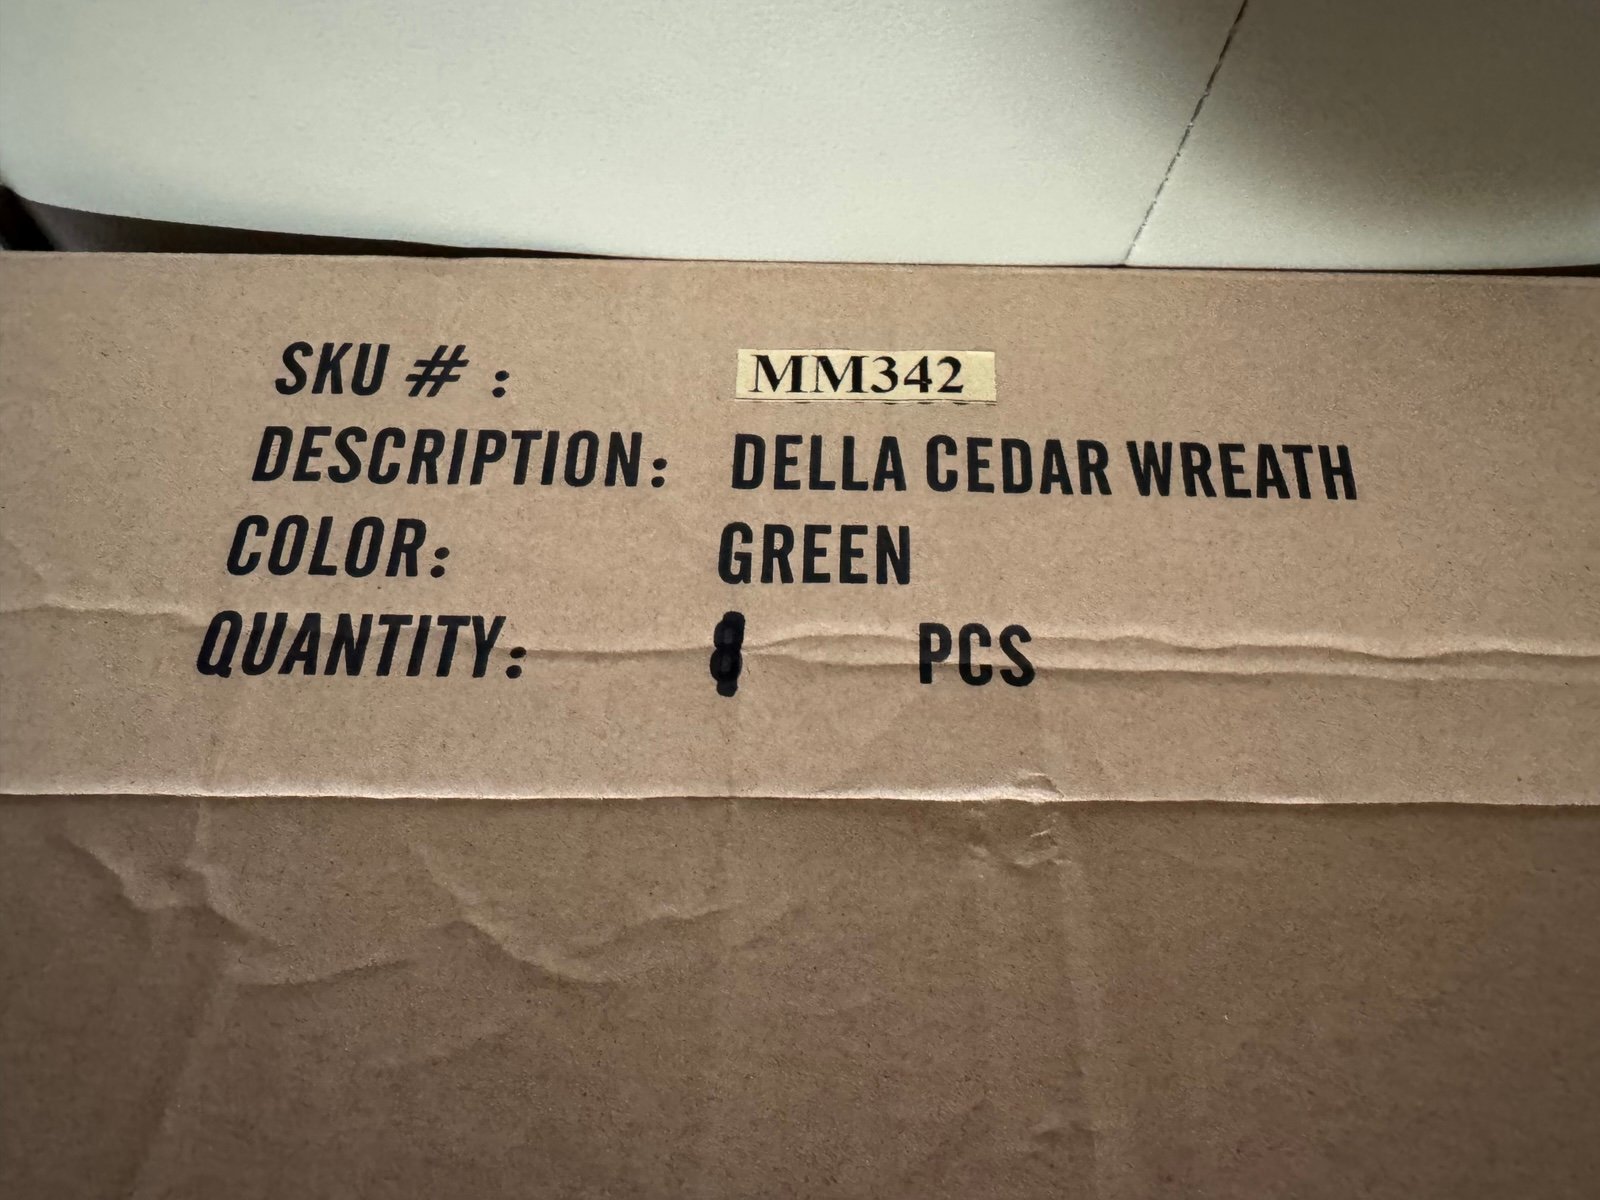 SKU # : MM342
DESCRIPTION: DELLA CEDAR WREATH
COLOR: GREEN
QUANTITY: PCS